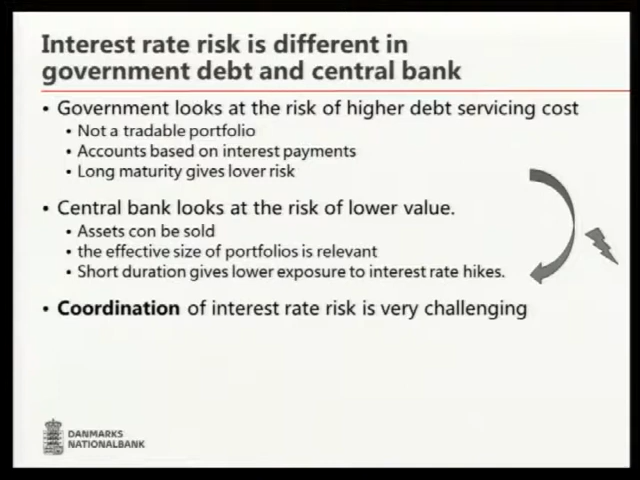 Interest rate risk is different in
government debt and central bank
• Government looks at the risk of higher debt servicing cost
• Not a tradable portfolio
• Accounts based on interest payments
• Long maturity gives lover risk
• Central bank looks at the risk of lower value.
• Assets can be sold
• the effective size of portfolios is relevant
• Short duration gives lower exposure to interest rate hikes.
• Coordination of interest rate risk is very challenging
DANMARKS
NATIONALBANK